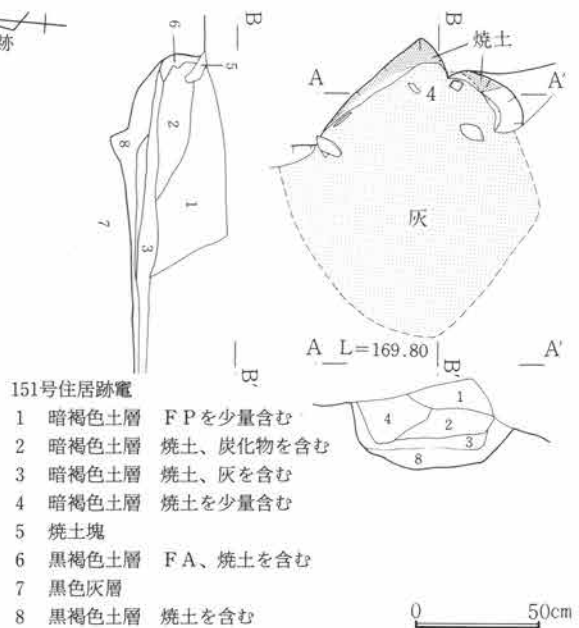 跡
B
B'
6
5
2
1
8
7
3
B
焼土
A
A'
4
灰
B'
A L=169.80 A'
1
4
2
3
8
151号住居跡竈
1 暗褐色土層 FPを少量含む
2 暗褐色土層 焼土、炭化物を含む
3 暗褐色土層 焼土、灰を含む
4 暗褐色土層 焼土を少量含む
5 焼土塊
6 黒褐色土層 FA、焼土を含む
7 黒色灰層
8 黒褐色土層 焼土を含む
0 50cm